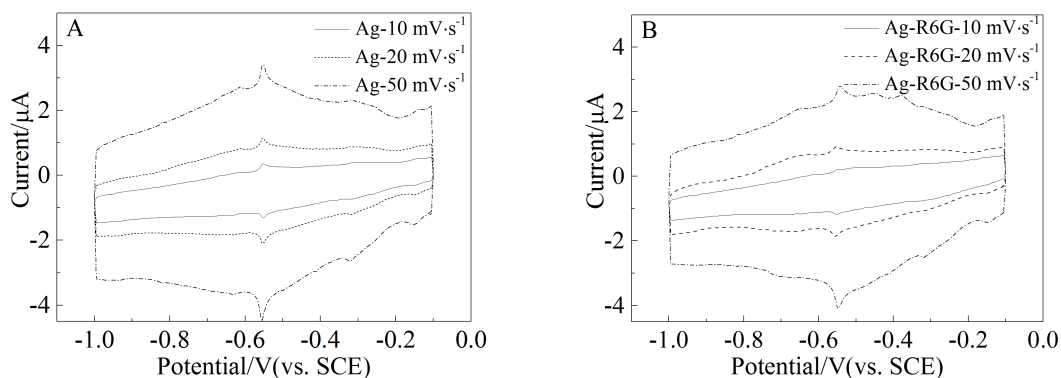 A
Ag-10 mV·s-1
Ag-20 mV·s-1
Ag-50 mV·s-1
4
2
0
-2
-4
Current/μA
-1.0 -0.8 -0.6 -0.4 -0.2 0.0
Potential/V(vs. SCE)
B
Ag-R6G-10 mV·s-1
Ag-R6G-20 mV·s-1
Ag-R6G-50 mV·s-1
4
2
0
-2
-4
Current/μA
-1.0 -0.8 -0.6 -0.4 -0.2 0.0
Potential/V(vs. SCE)